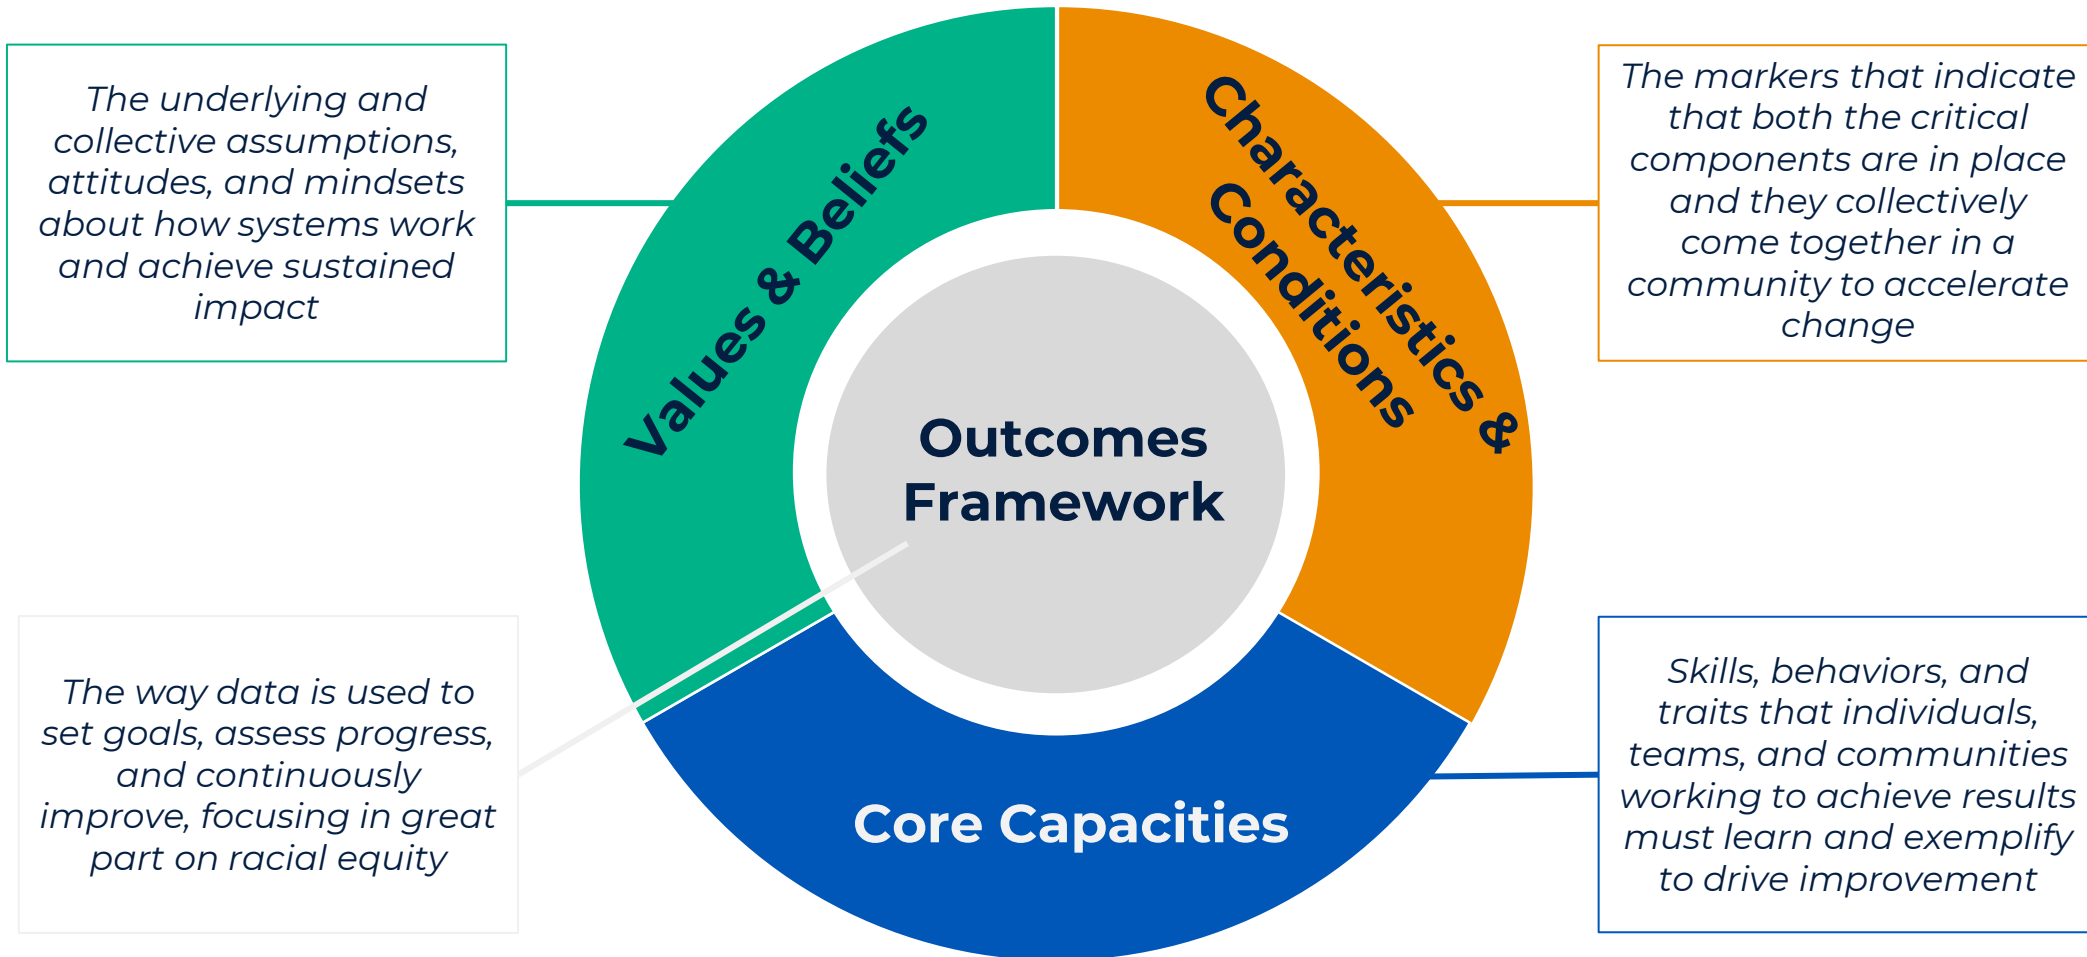 The underlying and
collective assumptions,
attitudes, and mindsets
about how systems work
and achieve sustained
impact
Values & Beliefs
Characteristics &
Conditions
The markers that indicate
that both the critical
components are in place
and they collectively
come together in a
community to accelerate
change
Outcomes
Framework
The way data is used to
set goals, assess progress,
and continuously
improve, focusing in great
part on racial equity
Core Capacities
Skills, behaviors, and
traits that individuals,
teams, and communities
working to achieve results
must learn and exemplify
to drive improvement